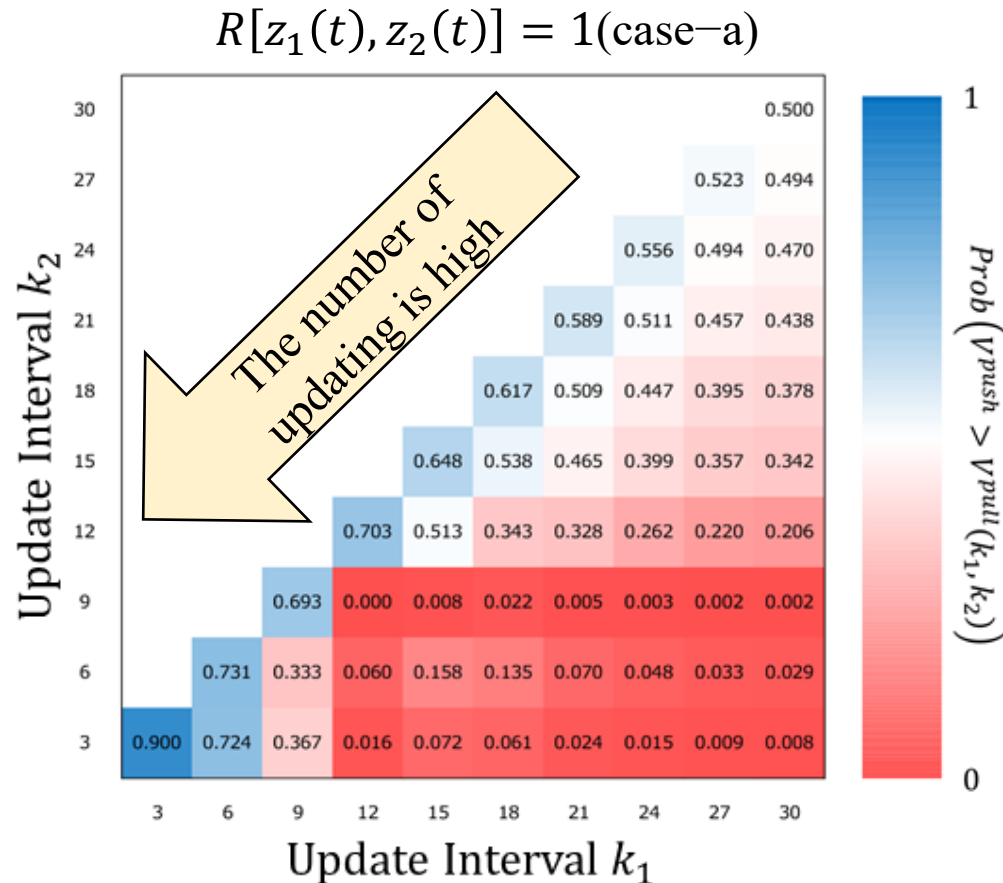 R[z₁(t), z₂(t)] = 1(case−a)
30 0.500
27 0.523 0.494
24 0.556 0.494 0.470
21 0.589 0.511 0.457 0.438
18 0.617 0.509 0.447 0.395 0.378
15 0.648 0.538 0.465 0.399 0.357 0.342
12 0.703 0.513 0.343 0.328 0.262 0.220 0.206
9 0.693 0.000 0.008 0.022 0.005 0.003 0.002 0.002
6 0.731 0.333 0.060 0.158 0.135 0.070 0.048 0.033 0.029
3 0.900 0.724 0.367 0.016 0.072 0.061 0.024 0.015 0.009 0.008
3 6 9 12 15 18 21 24 27 30
Update Interval k₁
Update Interval k₂
The number of
updating is high
1
0
Prob (V^push > V^pull(k₁, k₂))